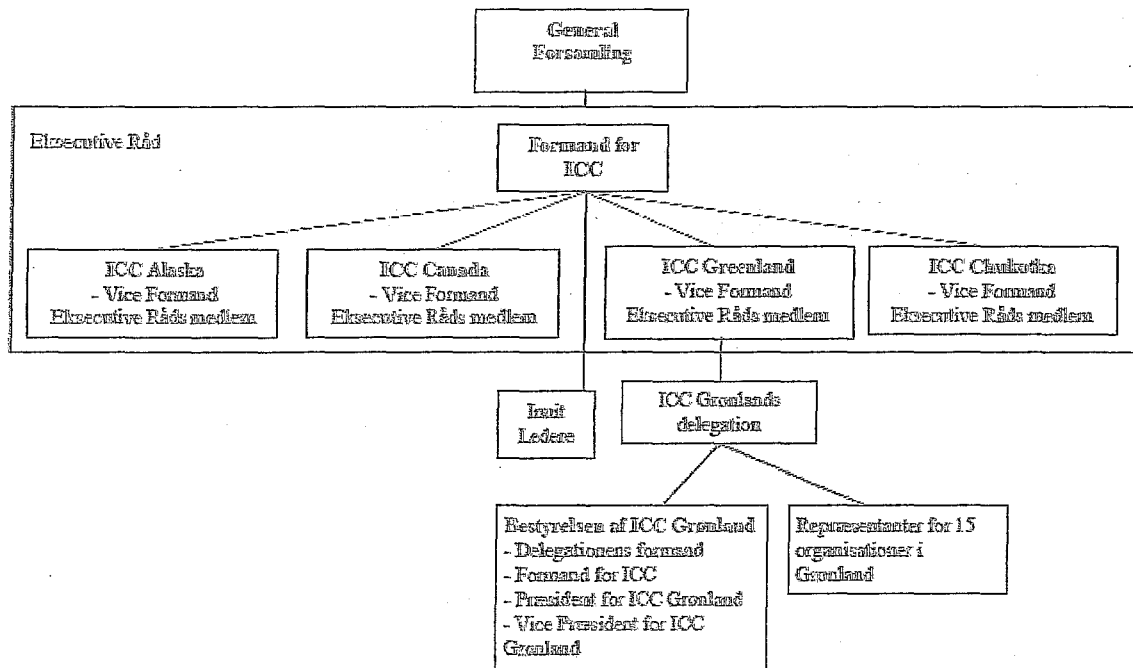 General
Forsamling
Eksecutive Råd
Formand for
ICC
ICC Alaska
- Vice Formand
Eksecutive Råds medlem
ICC Canada
- Vice Formand
Eksecutive Råds medlem
ICC Greenland
- Vice Formand
Eksecutive Råds medlem
ICC Chukotka
- Vice Formand
Eksecutive Råds medlem
Inuit
Ledere
ICC Grønlands
delegation
Bestyrelsen af ICC Grønland
- Delegationens formand
- Formand for ICC
- Præsident for ICC Grønland
- Vice Præsident for ICC
Grønland
Repræsentanter for 15
organisationer i
Grønland